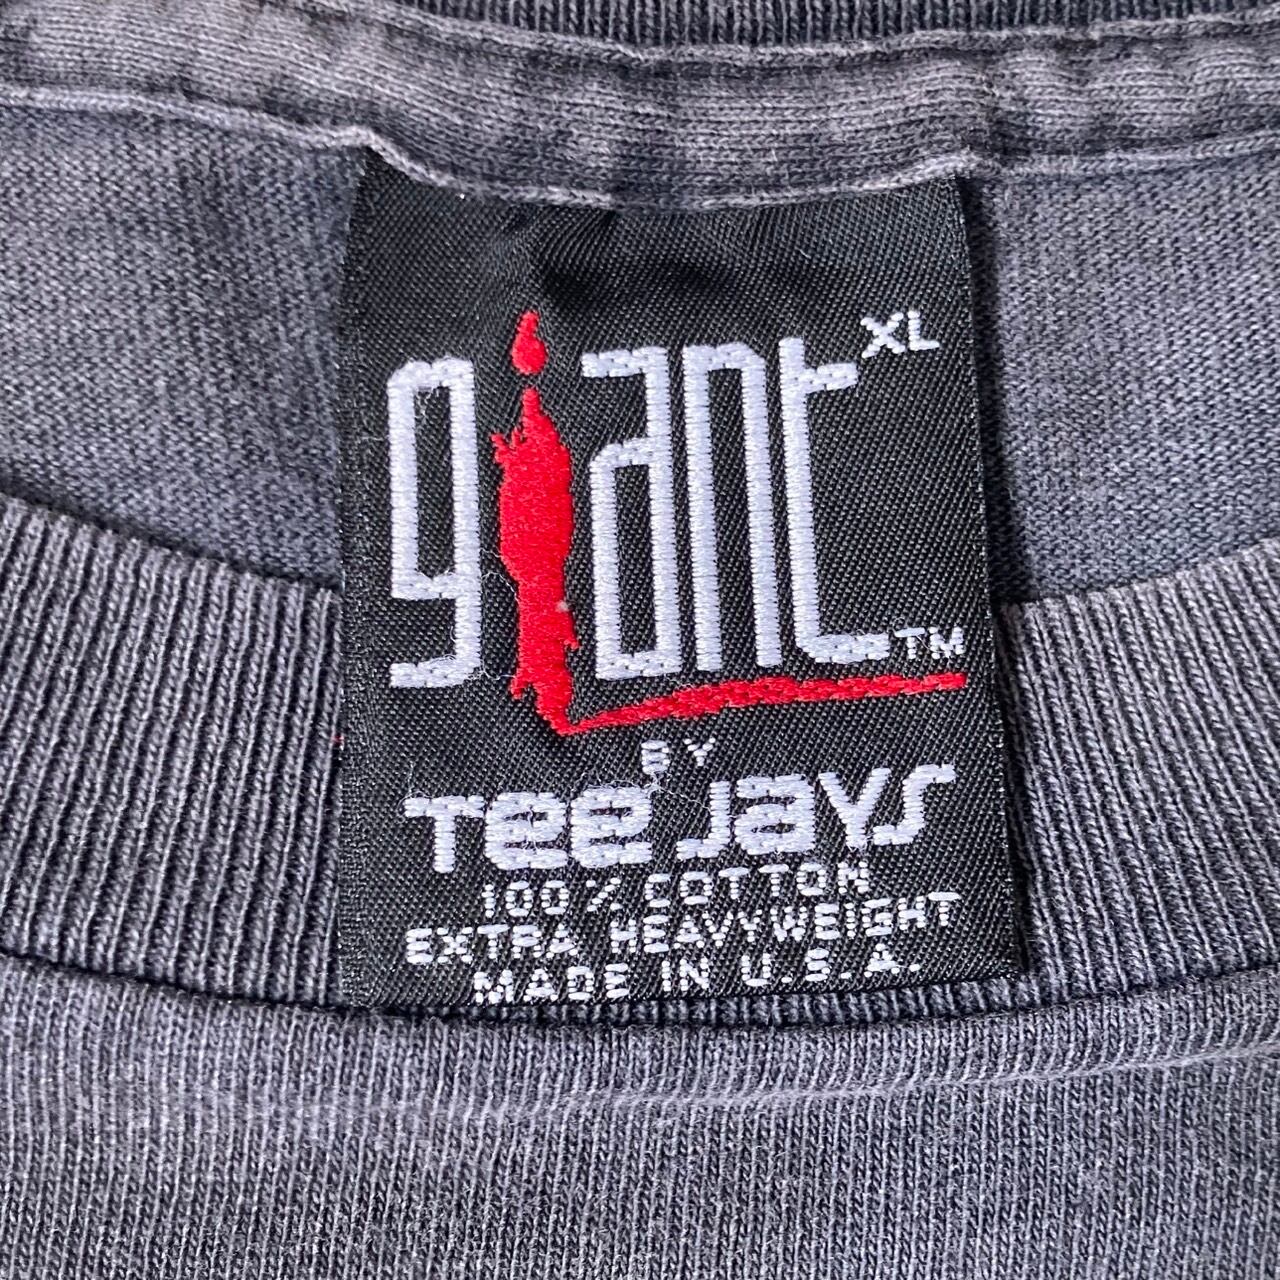 giant XL
TM
BY
Tee Jays
100% COTTON
EXTRA HEAVYWEIGHT
MADE IN U.S.A.